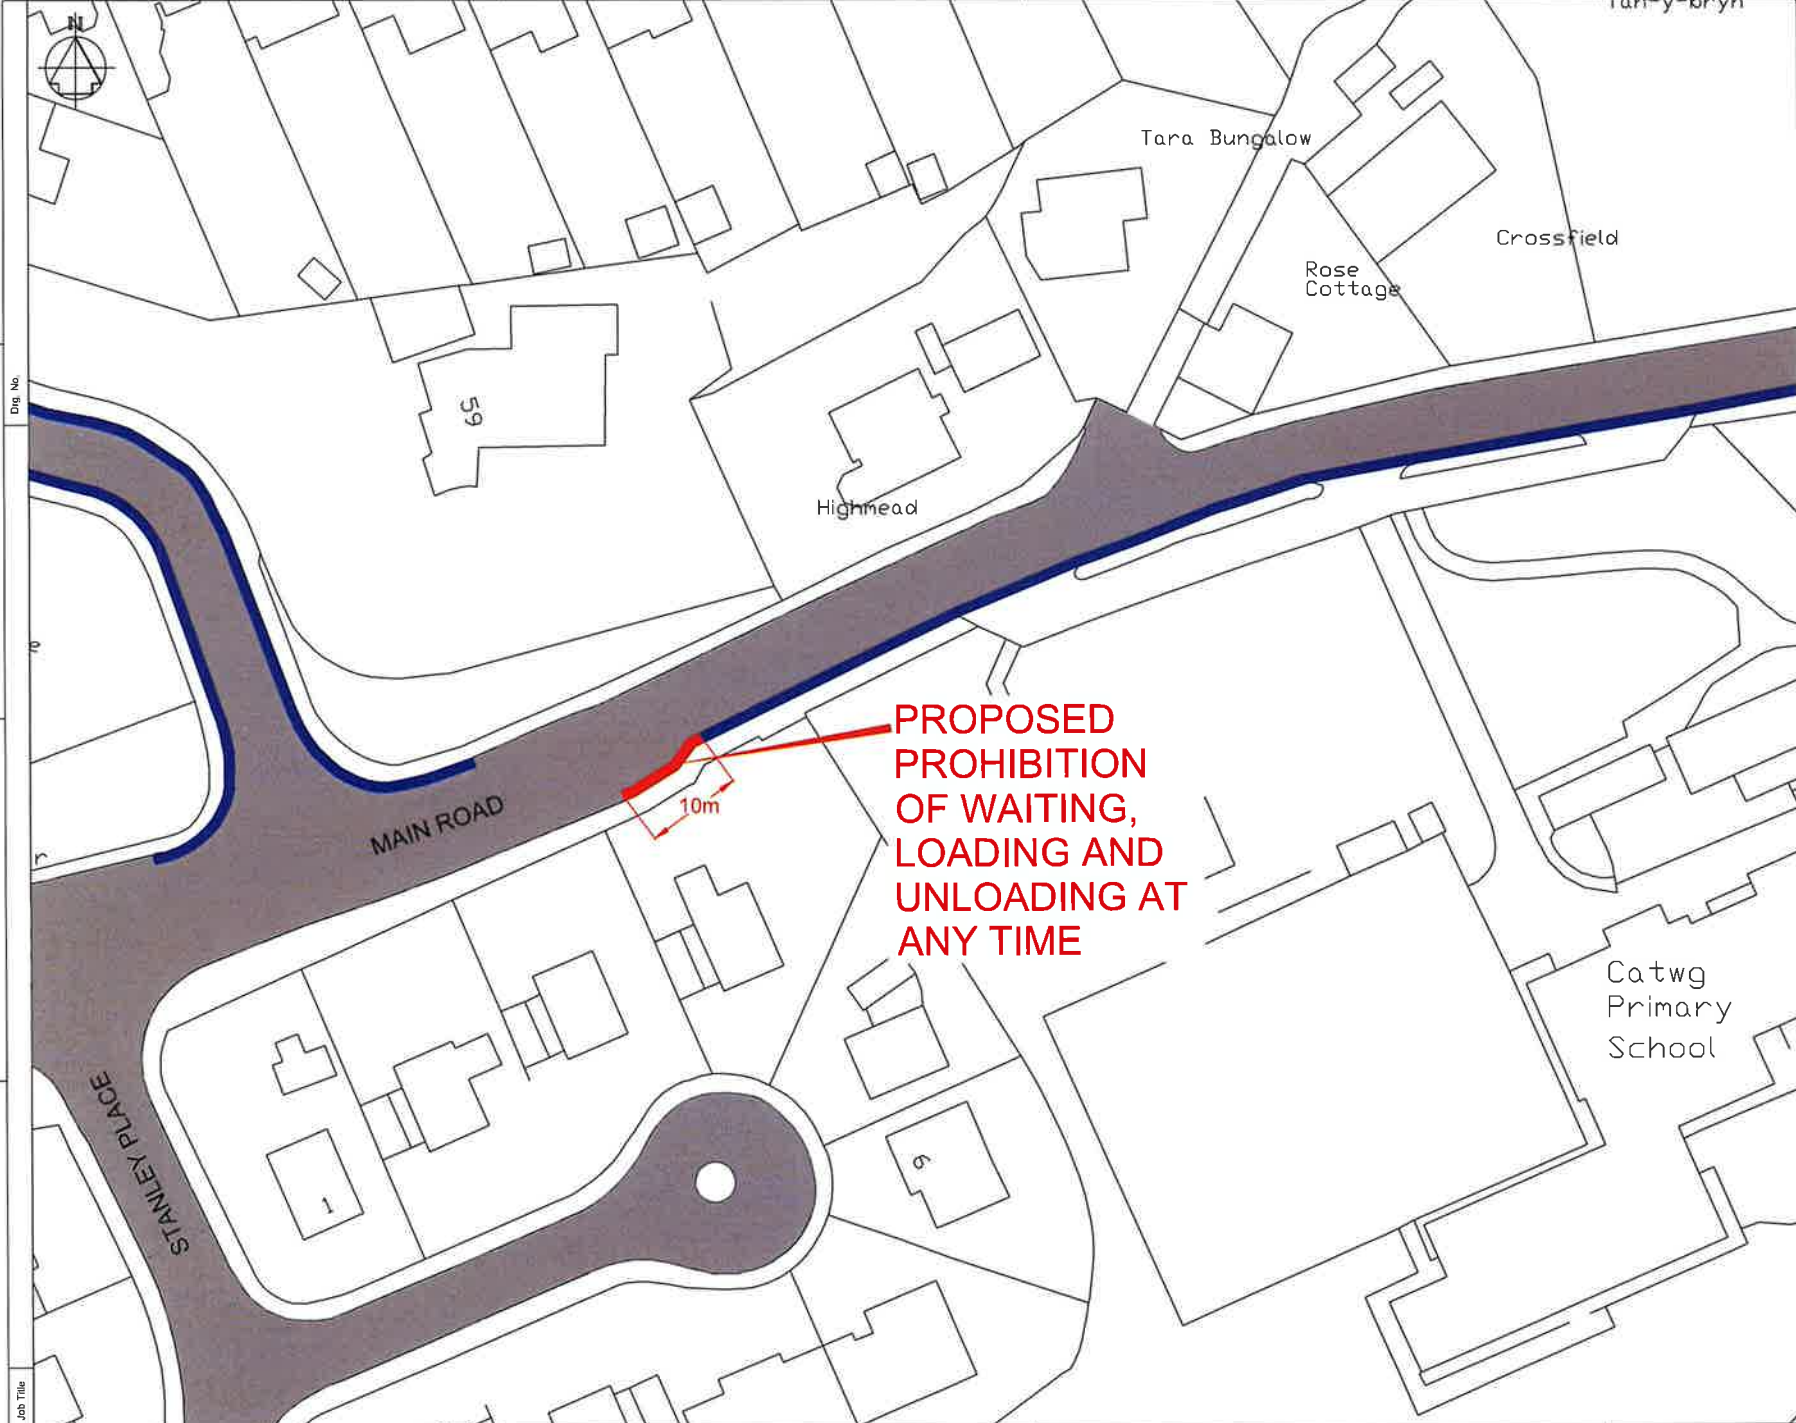 Tan-y-bryn
N
Tara Bungalow
Crossfield
Rose
Cottage
Drg. No.
59
Highmead
e
PROPOSED
PROHIBITION
OF WAITING,
LOADING AND
UNLOADING AT
ANY TIME
10m
MAIN ROAD
r
Catwg
Primary
School
STANLEY PLACE
6
1
Job Title